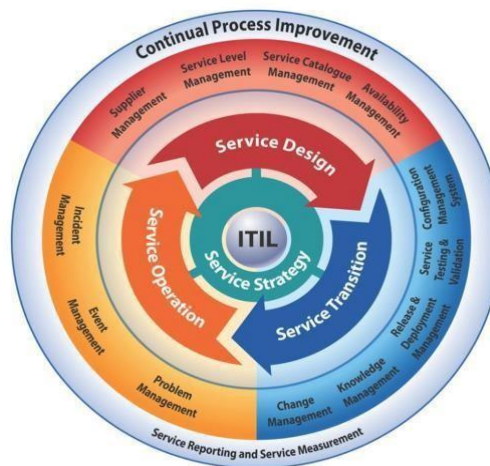 Continual Process Improvement
Supplier
Management
Service Level
Management
Service Catalogue
Management
Availability
Management
Configuration
Management
System
Service
Testing &
Validation
Release &
Deployment
Management
Knowledge
Management
Change
Management
Problem
Management
Event
Management
Incident
Management
Service Design
Service Transition
Service Operation
ITIL
Service Strategy
Service Reporting and Service Measurement